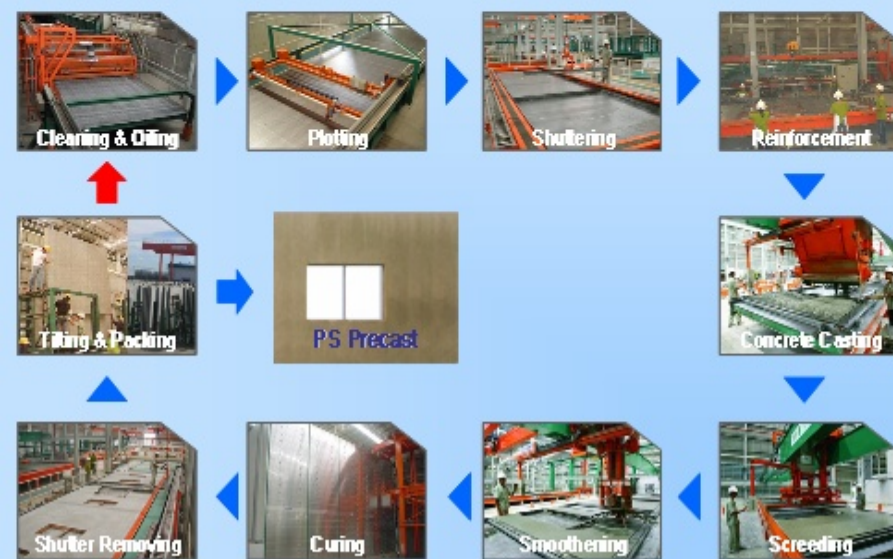 Cleaning & Oiling
Plotting
Shuttering
Reinforcement
Concrete Casting
Screeding
Smoothening
Curing
Shutter Removing
Tilting & Packing
PS Precast